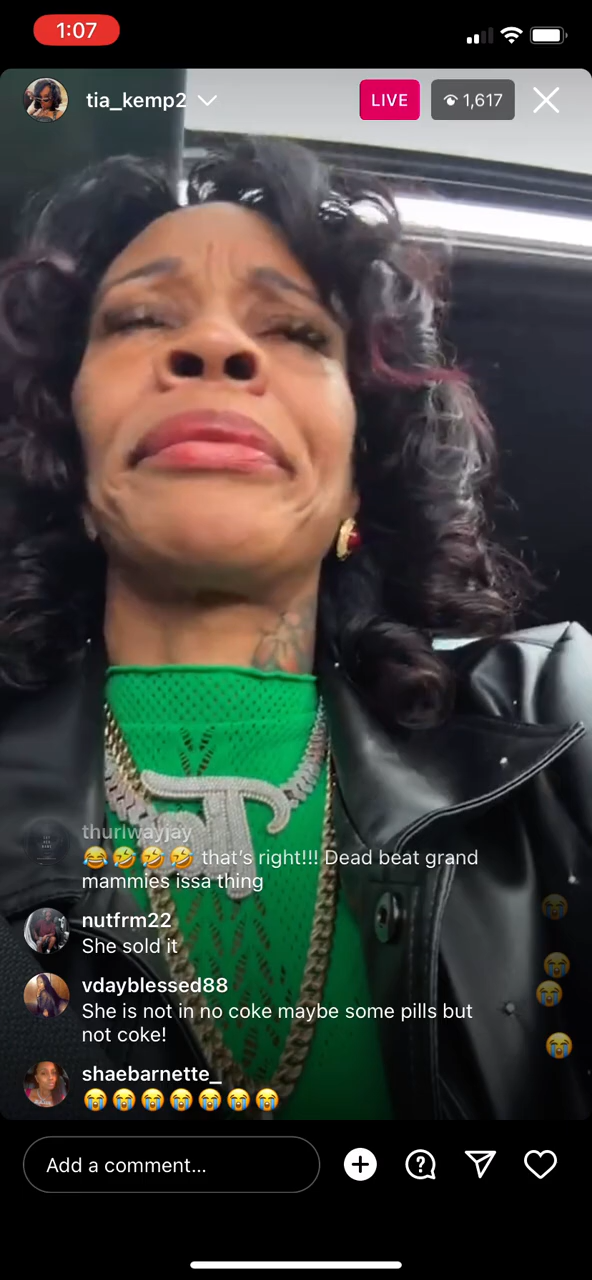 1:07
tia_kemp2
LIVE
1,617
thurlwayjay
😂🤣🤣🤣 that's right!!! Dead beat grand
mammies issa thing
nutfrm22
She sold it
vdayblessed88
She is not in no coke maybe some pills but
not coke!
shaebarnette_
😭😭😭😭😭😭😭
Add a comment...